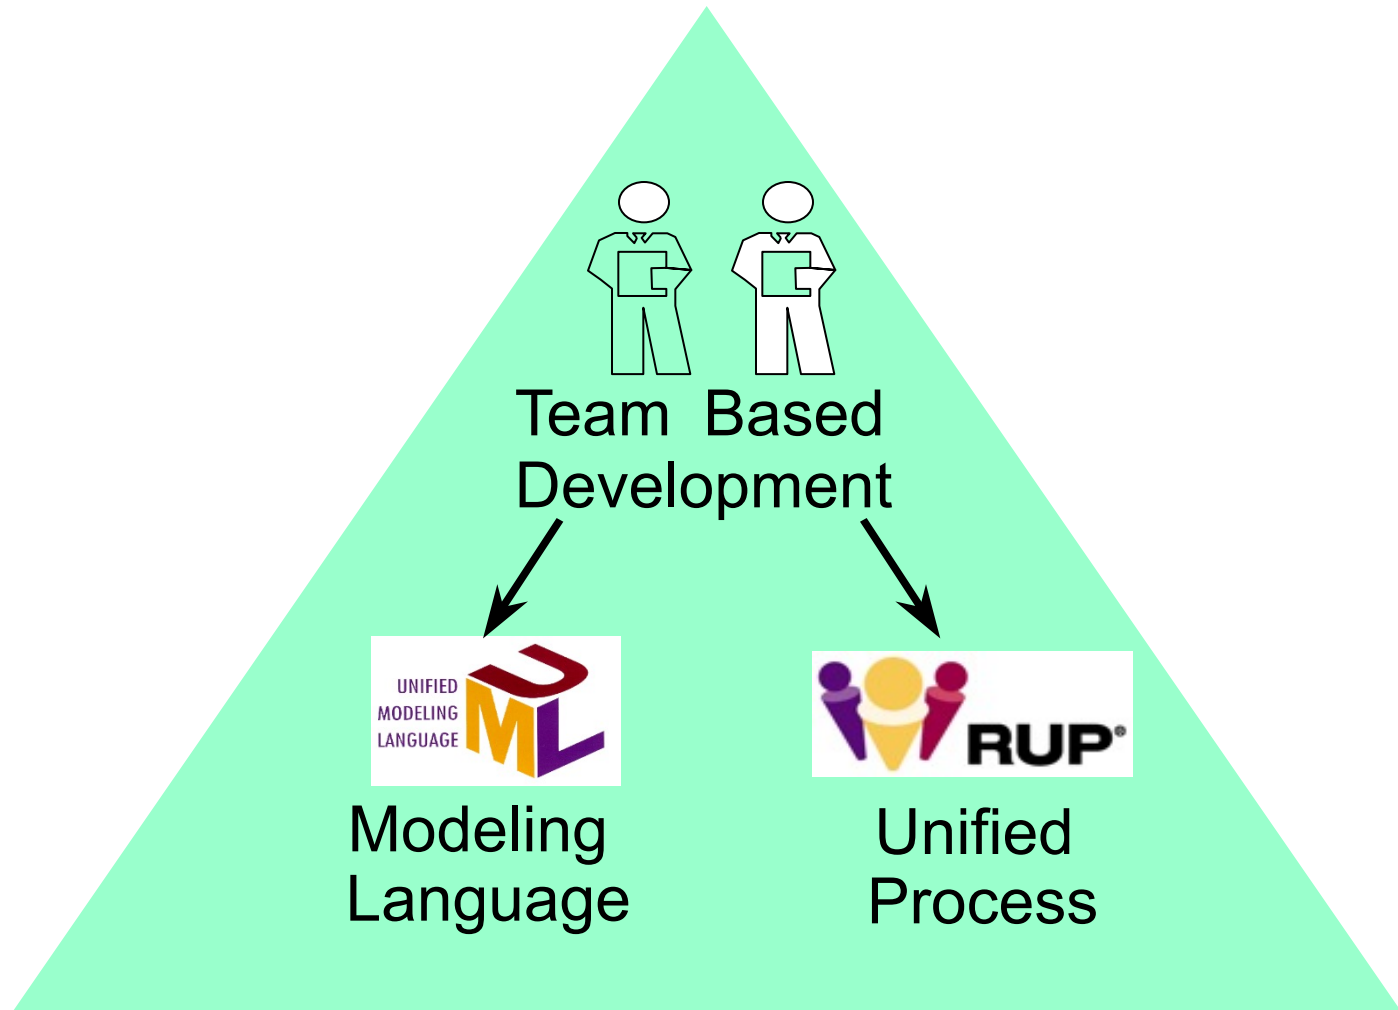 Team Based
Development
UNIFIED
MODELING
LANGUAGE
UML
RUP®
Modeling
Language
Unified
Process